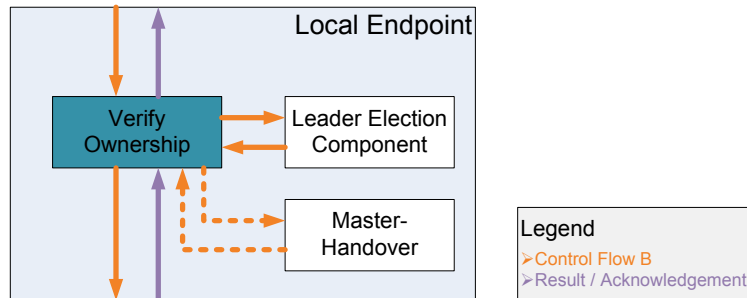 Local Endpoint
Verify
Ownership
Leader Election
Component
Master-
Handover
Legend
➢Control Flow B
➢Result / Acknowledgement